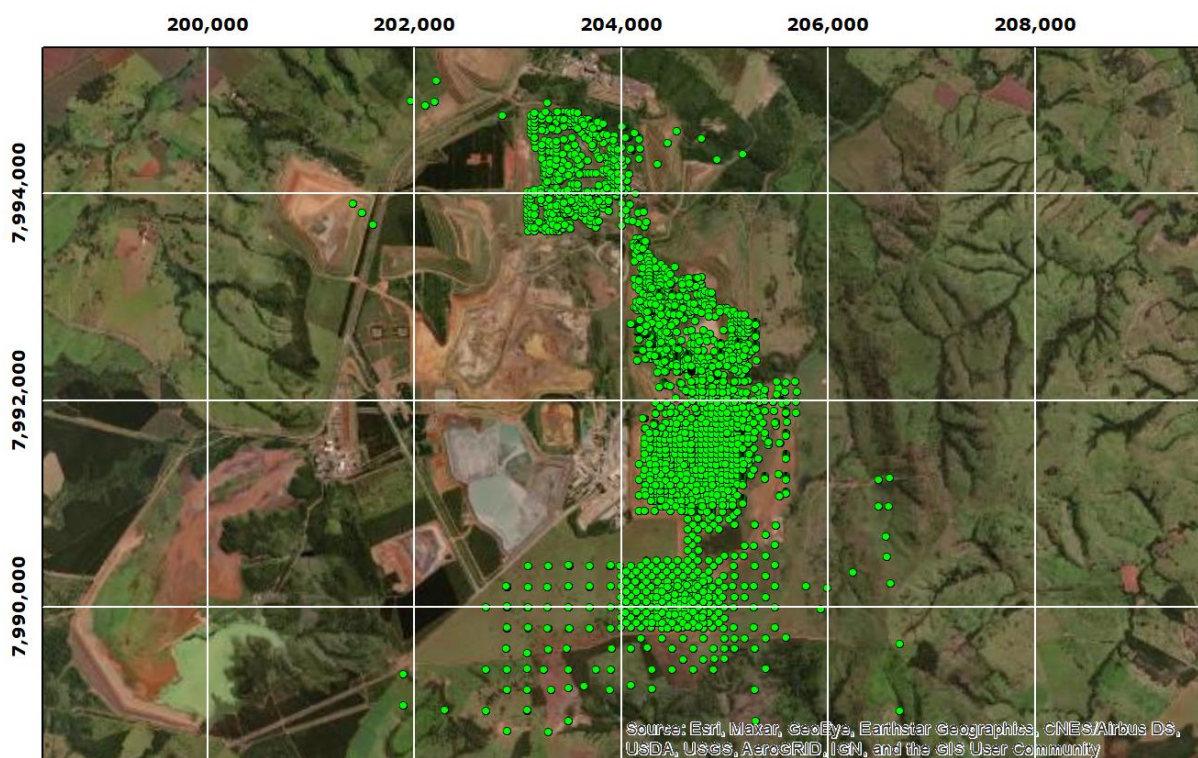 200,000 202,000 204,000 206,000 208,000
7,994,000
7,992,000
7,990,000
Source: Esri, Maxar, GeoEye, Earthstar Geographics, CNES/Airbus DS,
USDA, USGS, AeroGRID, IGN, and the GIS User Community